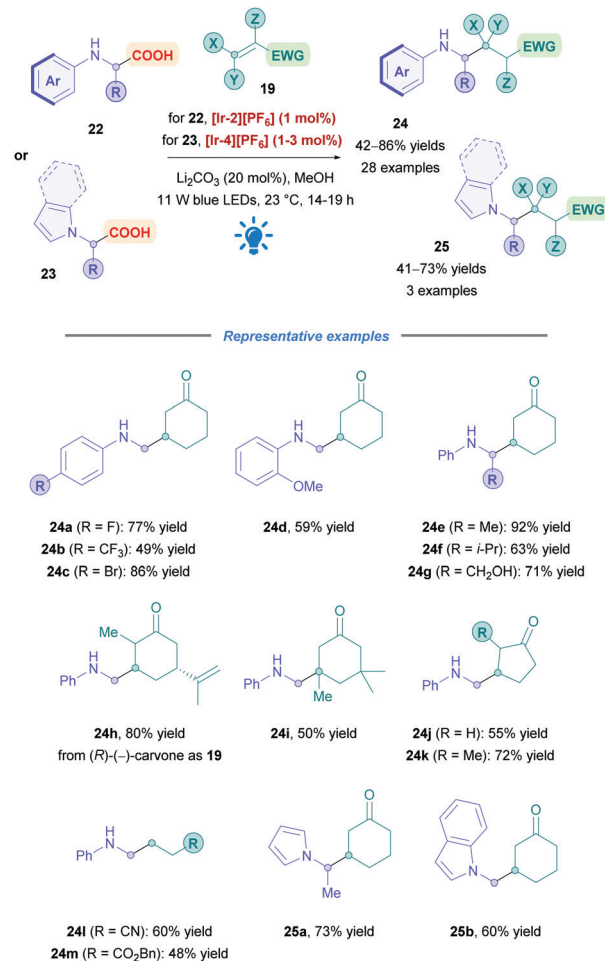 H
N
COOH
Ar
R
22
X
Z
Y
EWG
19
H
N
X
Y
EWG
Ar
R
Z
24
for 22, [Ir-2][PF6] (1 mol%)
for 23, [Ir-4][PF6] (1-3 mol%)
42–86% yields
28 examples
or
Li2CO3 (20 mol%), MeOH
11 W blue LEDs, 23 °C, 14-19 h
N
COOH
R
23
X
Y
N
EWG
R
Z
25
41–73% yields
3 examples
Representative examples
O
H
N
R
24a (R = F): 77% yield
24b (R = CF3): 49% yield
24c (R = Br): 86% yield
O
H
N
OMe
24d, 59% yield
O
H
N
Ph
R
24e (R = Me): 92% yield
24f (R = i-Pr): 63% yield
24g (R = CH2OH): 71% yield
O
Me
H
N
Ph
24h, 80% yield
from (R)-(–)-carvone as 19
O
H
N
Ph
Me
24i, 50% yield
R
O
H
N
Ph
24j (R = H): 55% yield
24k (R = Me): 72% yield
H
N
Ph
R
24l (R = CN): 60% yield
24m (R = CO2Bn): 48% yield
O
N
Me
25a, 73% yield
O
N
25b, 60% yield